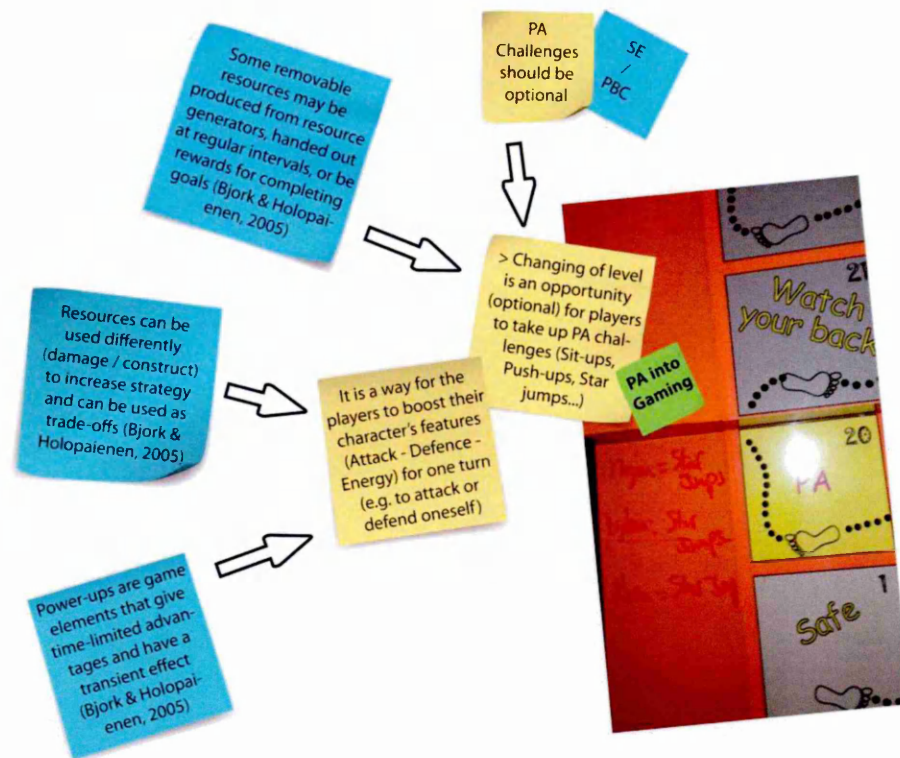 PA
Challenges
should be
optional
SE
/
PBC
Some removable
resources may be
produced from resource
generators, handed out
at regular intervals, or be
rewards for completing
goals (Bjork & Holopai-
enen, 2005)
> Changing of level
is an opportunity
(optional) for players
to take up PA chal-
lenges (Sit-ups,
Push-ups, Star
jumps...)
PA into
Gaming
Resources can be
used differently
(damage / construct)
to increase strategy
and can be used as
trade-offs (Bjork &
Holopaienen, 2005)
It is a way for the
players to boost their
character's features
(Attack - Defence -
Energy) for one turn
(e.g. to attack or
defend oneself)
Power-ups are game
elements that give
time-limited advan-
tages and have a
transient effect
(Bjork & Holopai-
enen, 2005)
21
Watch
your back
20
PA
1
Safe
= Star
Jumps
Star
Jumps
Star